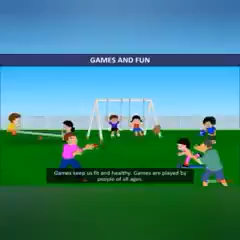 GAMES AND FUN
Games keep us fit and healthy. Games are played by
people of all ages.